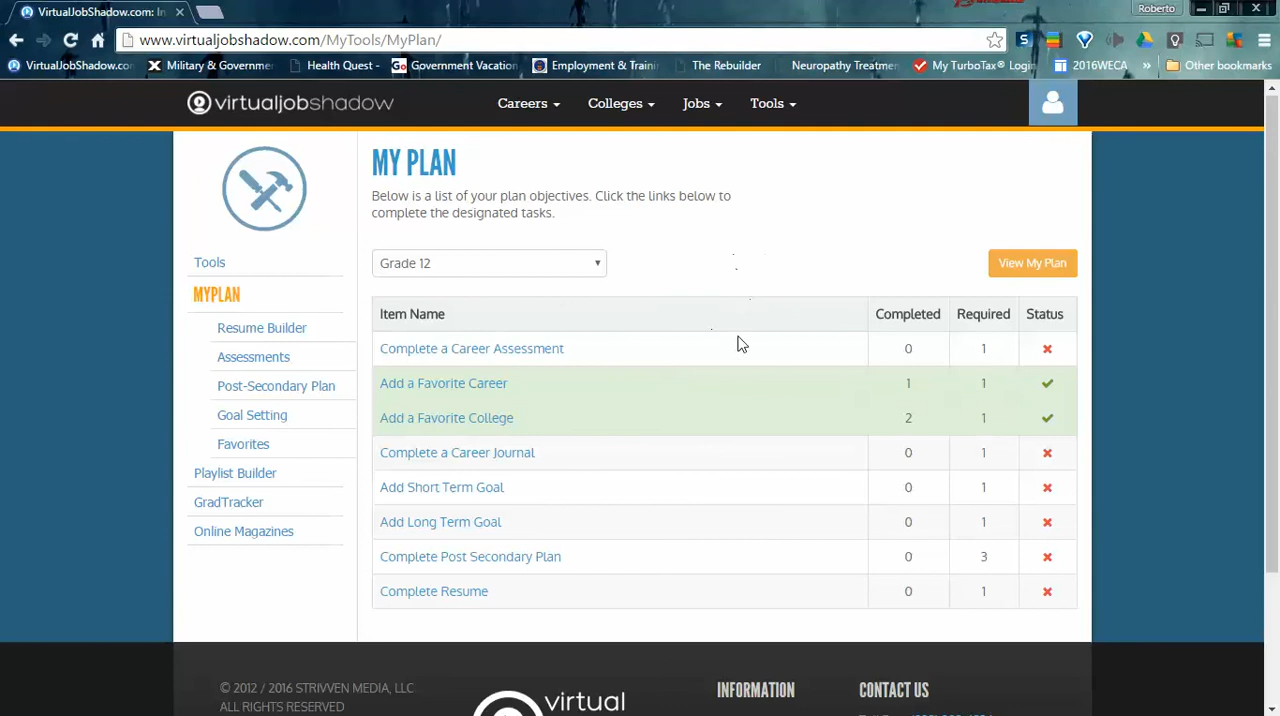 VirtualJobShadow.com: In
Roberto
www.virtualjobshadow.com/MyTools/MyPlan/
VirtualJobShadow.co
Military & Governme
Health Quest -
Go
Government Vacation
Employment & Traini
The Rebuilder
Neuropathy Treatme
My TurboTax® Login
2016WECA
»
Other bookmarks
virtualjobshadow
Careers
Colleges
Jobs
Tools
MY PLAN
Below is a list of your plan objectives. Click the links below to
complete the designated tasks.
Tools
MYPLAN
Resume Builder
Assessments
Post-Secondary Plan
Goal Setting
Favorites
Playlist Builder
GradTracker
Online Magazines
Grade 12
View My Plan
Item Name Completed Required Status
Complete a Career Assessment 0 1
Add a Favorite Career 1 1
Add a Favorite College 2 1
Complete a Career Journal 0 1
Add Short Term Goal 0 1
Add Long Term Goal 0 1
Complete Post Secondary Plan 0 3
Complete Resume 0 1
© 2012 / 2016 STRIVVEN MEDIA, LLC
ALL RIGHTS RESERVED
virtual
INFORMATION
CONTACT US